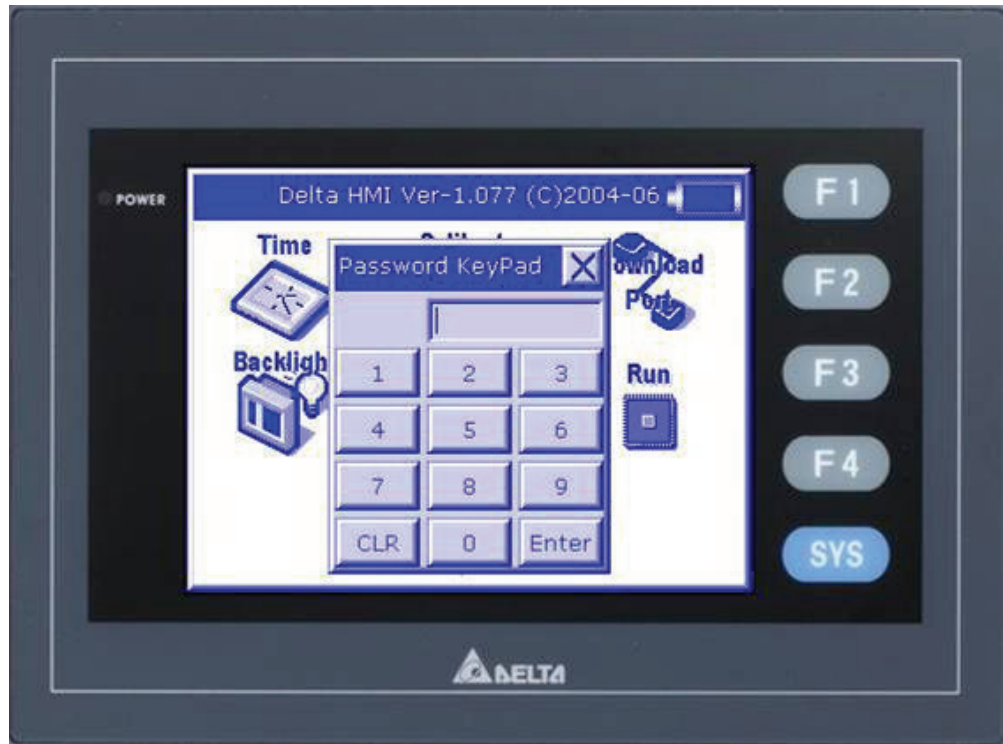 POWER
Delta HMI Ver-1.077 (C)2004-06
Time
Password KeyPad
Port
Backligh
1 2 3
Run
4 5 6
7 8 9
CLR 0 Enter
F1
F2
F3
F4
SYS
DELTA